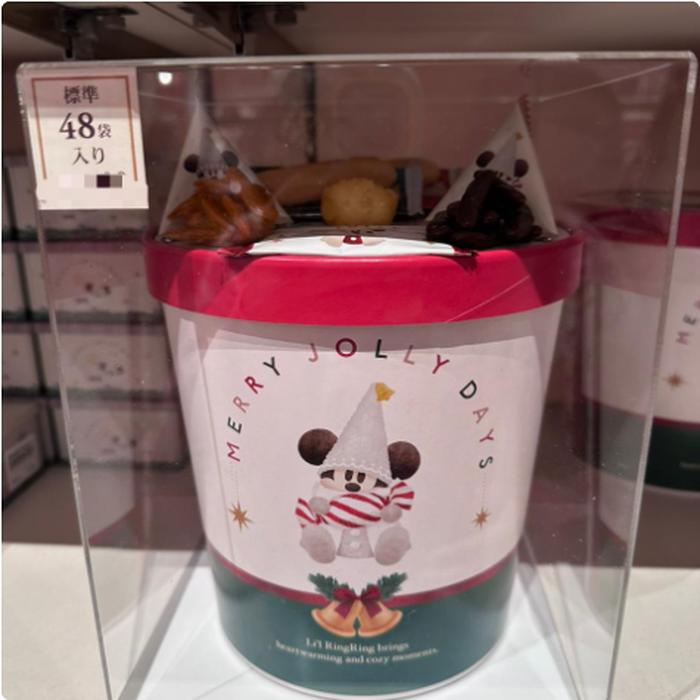 標準
48袋
入り
MERRY JOLLY DAYS
Li'l RingRing brings
heartwarming and cozy moments.